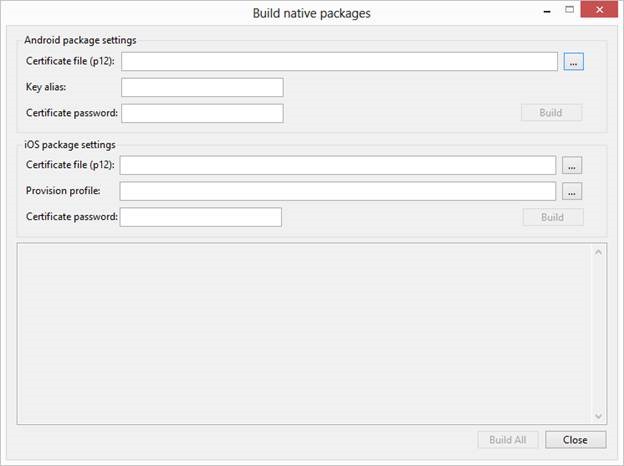 Build native packages
Android package settings
Certificate file (p12):
...
Key alias:
Certificate password:
Build
iOS package settings
Certificate file (p12):
...
Provision profile:
...
Certificate password:
Build
Build All
Close